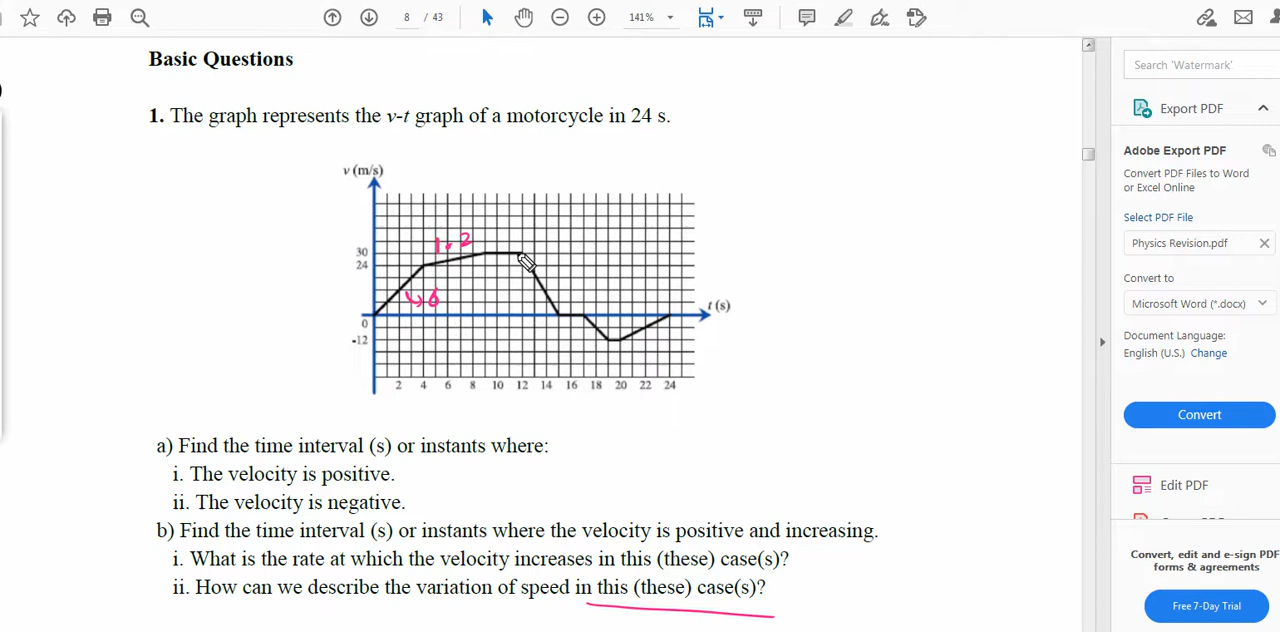 8 / 43
141%
Basic Questions
1. The graph represents the v-t graph of a motorcycle in 24 s.
v (m/s)
30
24
0
-12
1.2
6
t (s)
2 4 6 8 10 12 14 16 18 20 22 24
a) Find the time interval (s) or instants where:
i. The velocity is positive.
ii. The velocity is negative.
b) Find the time interval (s) or instants where the velocity is positive and increasing.
i. What is the rate at which the velocity increases in this (these) case(s)?
ii. How can we describe the variation of speed in this (these) case(s)?
Search 'Watermark'
Export PDF
Adobe Export PDF
Convert PDF Files to Word
or Excel Online
Select PDF File
Physics Revision.pdf
Convert to
Microsoft Word (*.docx)
Document Language:
English (U.S.) Change
Convert
Edit PDF
Convert, edit and e-sign PDF
forms & agreements
Free 7-Day Trial